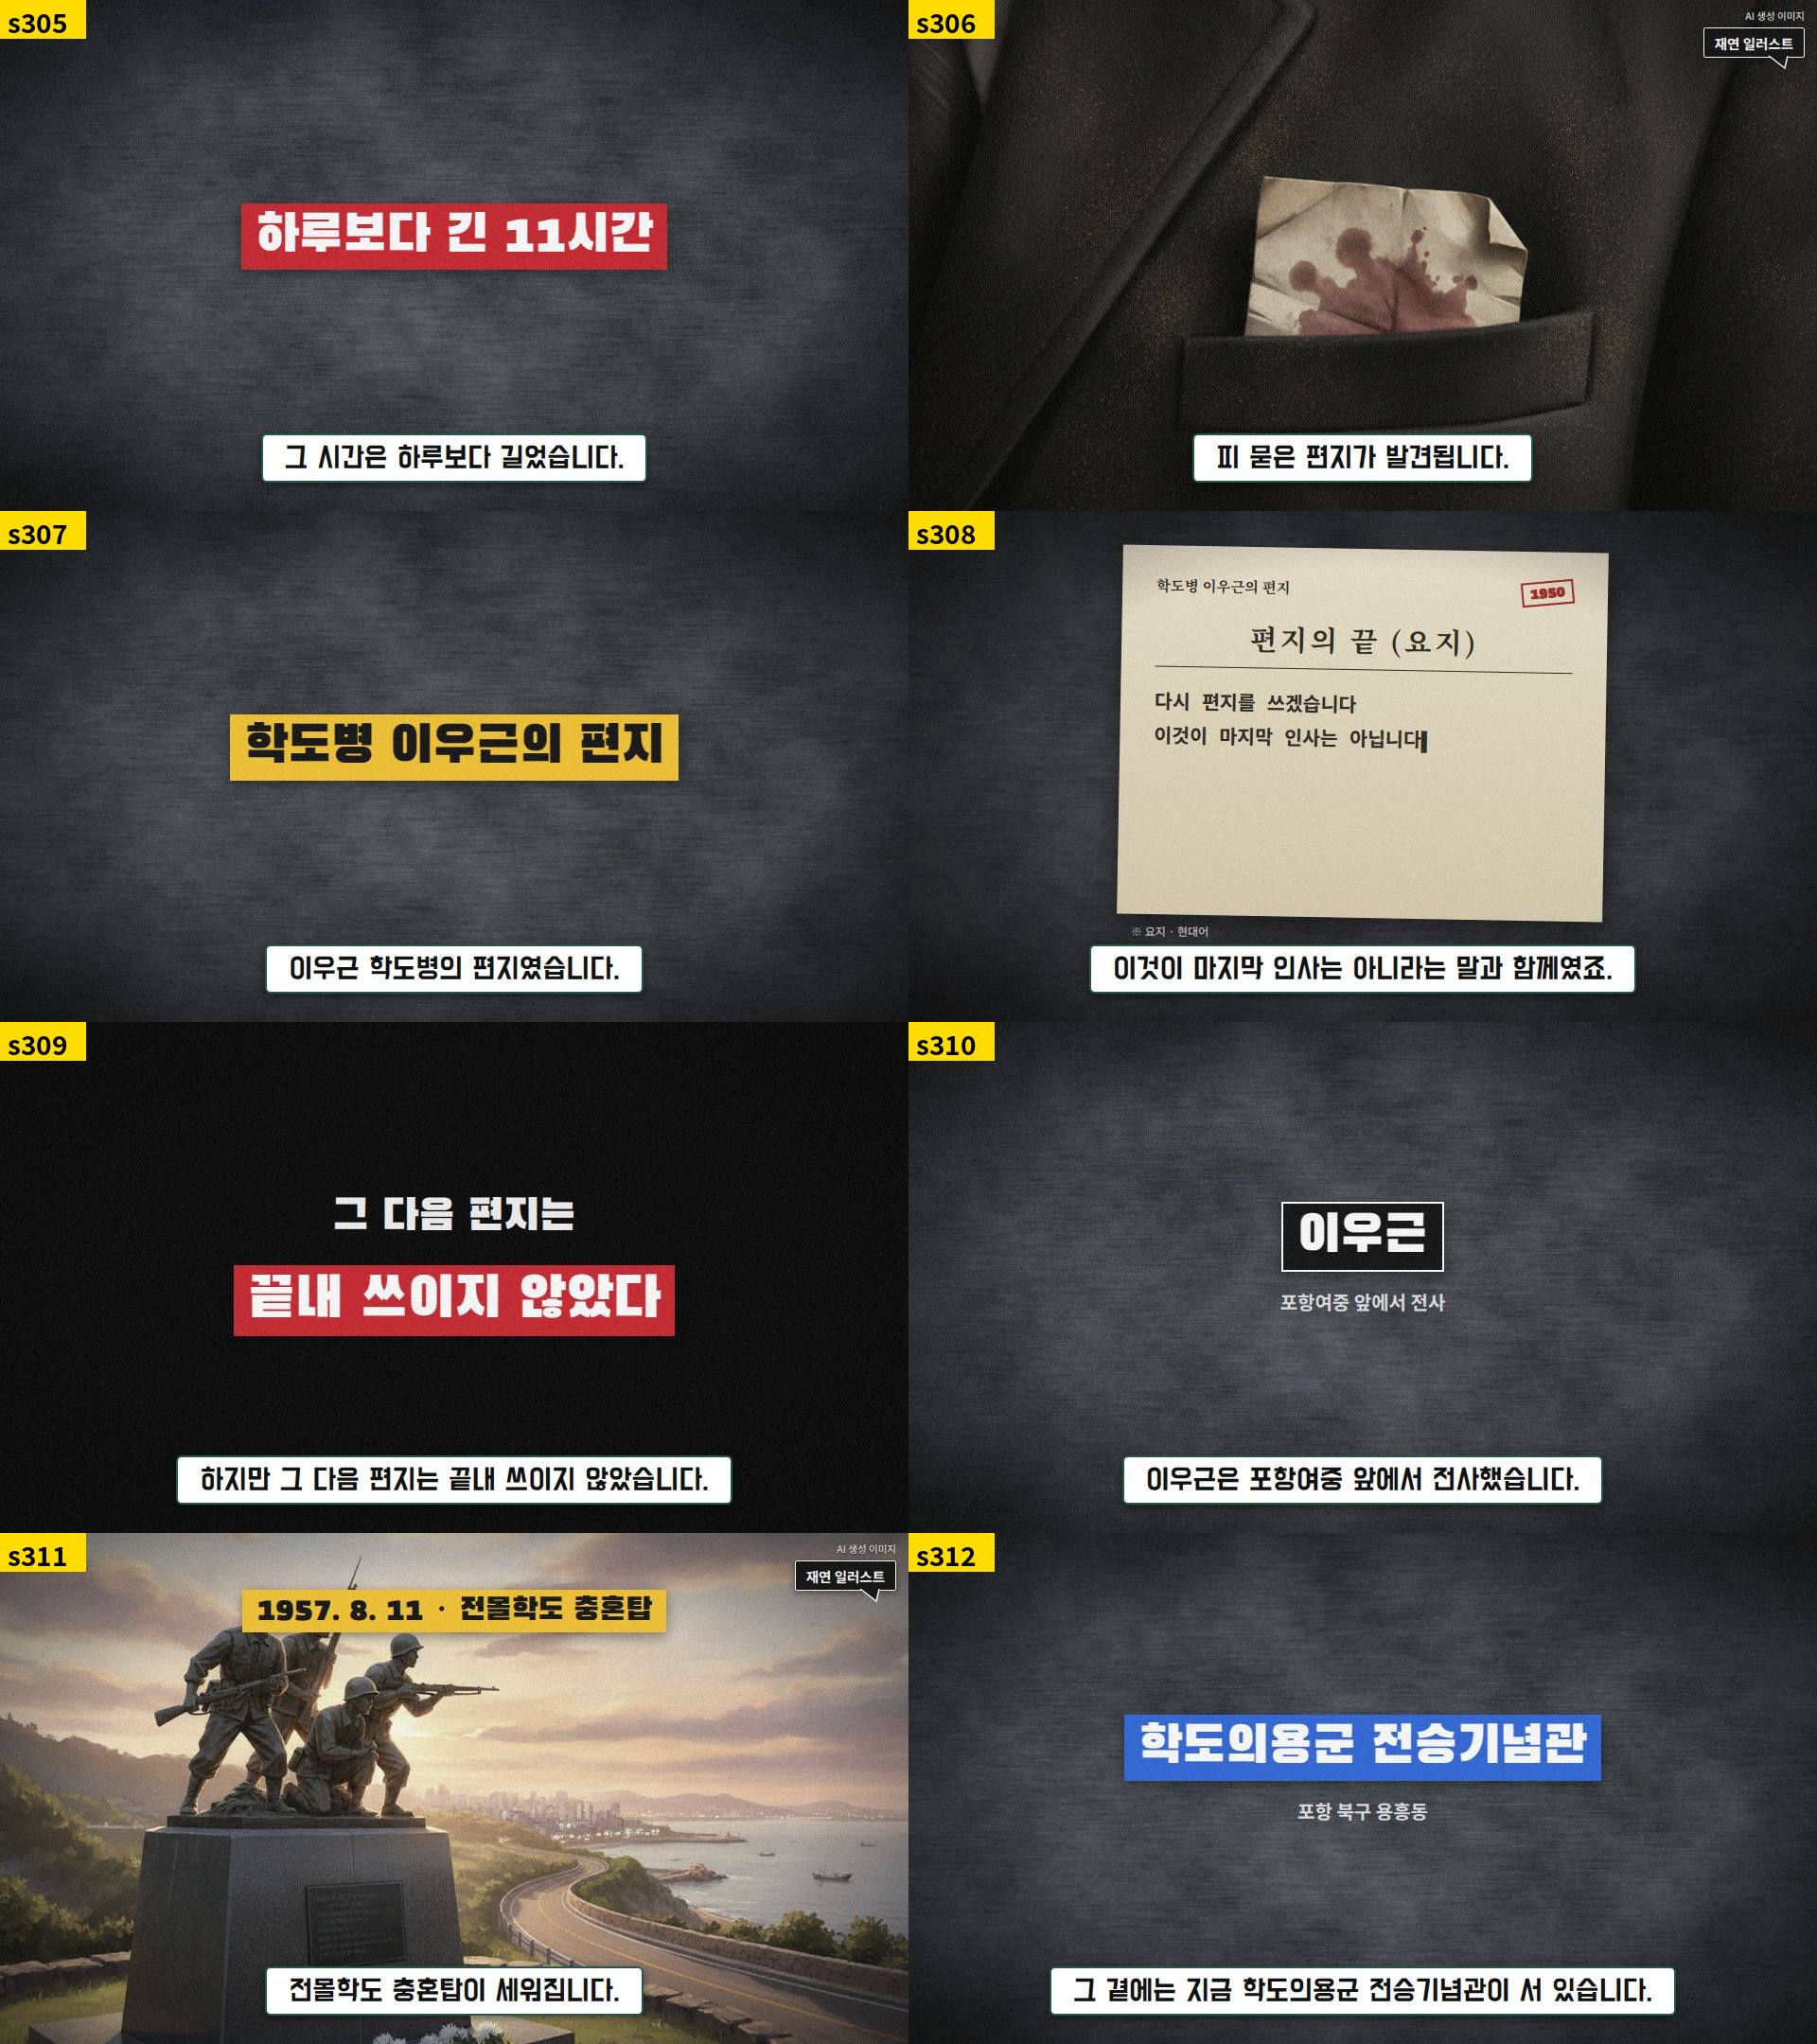 s305
하루보다 긴 11시간
그 시간은 하루보다 길었습니다.
s306
AI 생성 이미지
재연 일러스트
피 묻은 편지가 발견됩니다.
s307
학도병 이우근의 편지
이우근 학도병의 편지였습니다.
s308
학도병 이우근의 편지
1950
편지의 끝 (요지)
다시 편지를 쓰겠습니다
이것이 마지막 인사는 아닙니다
※ 요지 · 현대어
이것이 마지막 인사는 아니라는 말과 함께였죠.
s309
그 다음 편지는
끝내 쓰이지 않았다
하지만 그 다음 편지는 끝내 쓰이지 않았습니다.
s310
이우근
포항여중 앞에서 전사
이우근은 포항여중 앞에서 전사했습니다.
s311
AI 생성 이미지
재연 일러스트
1957. 8. 11 · 전몰학도 충혼탑
전몰학도 충혼탑이 세워집니다.
s312
학도의용군 전승기념관
포항 북구 용흥동
그 곁에는 지금 학도의용군 전승기념관이 서 있습니다.